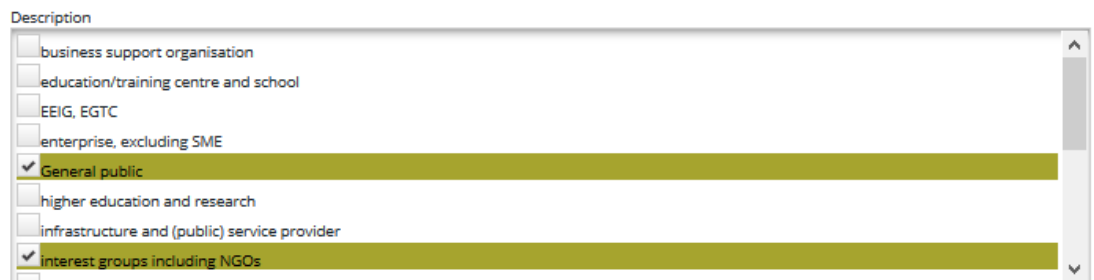 Description
business support organisation
education/training centre and school
EEIG, EGTC
enterprise, excluding SME
General public
higher education and research
infrastructure and (public) service provider
interest groups including NGOs